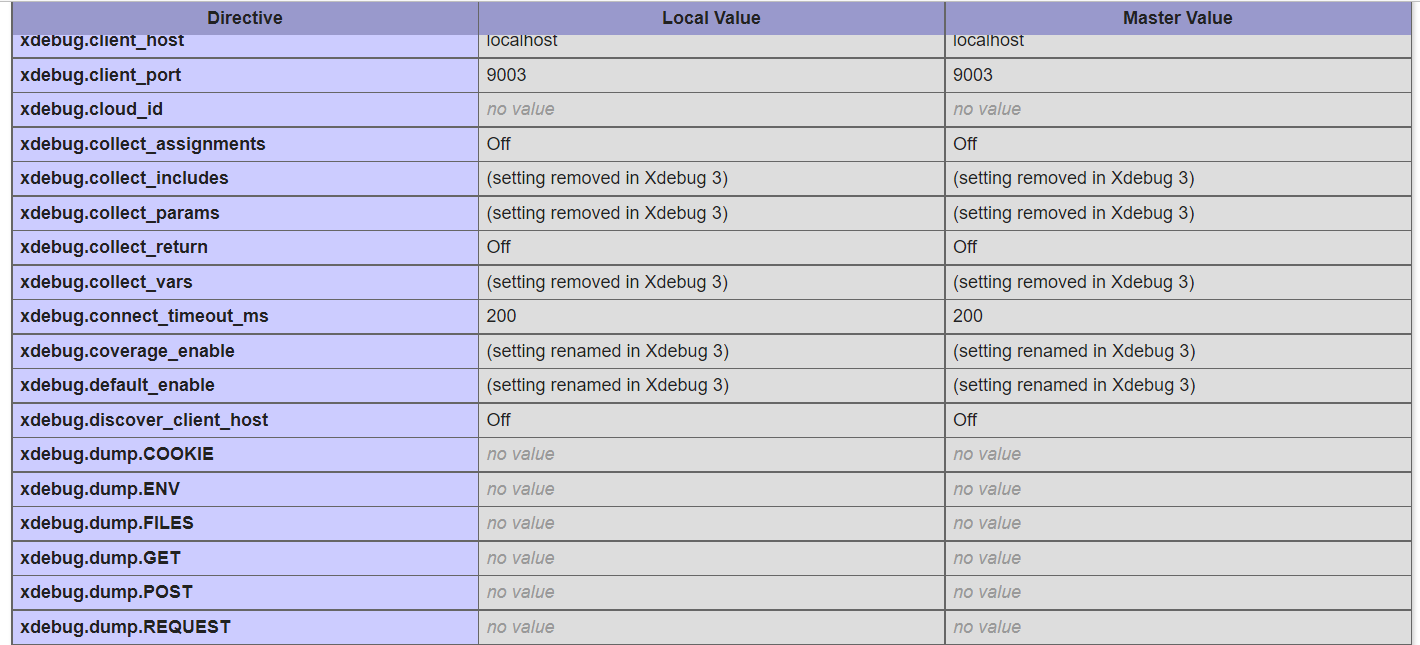 Directive Local Value Master Value
xdebug.client_host localhost localhost
xdebug.client_port 9003 9003
xdebug.cloud_id no value no value
xdebug.collect_assignments Off Off
xdebug.collect_includes (setting removed in Xdebug 3) (setting removed in Xdebug 3)
xdebug.collect_params (setting removed in Xdebug 3) (setting removed in Xdebug 3)
xdebug.collect_return Off Off
xdebug.collect_vars (setting removed in Xdebug 3) (setting removed in Xdebug 3)
xdebug.connect_timeout_ms 200 200
xdebug.coverage_enable (setting renamed in Xdebug 3) (setting renamed in Xdebug 3)
xdebug.default_enable (setting renamed in Xdebug 3) (setting renamed in Xdebug 3)
xdebug.discover_client_host Off Off
xdebug.dump.COOKIE no value no value
xdebug.dump.ENV no value no value
xdebug.dump.FILES no value no value
xdebug.dump.GET no value no value
xdebug.dump.POST no value no value
xdebug.dump.REQUEST no value no value